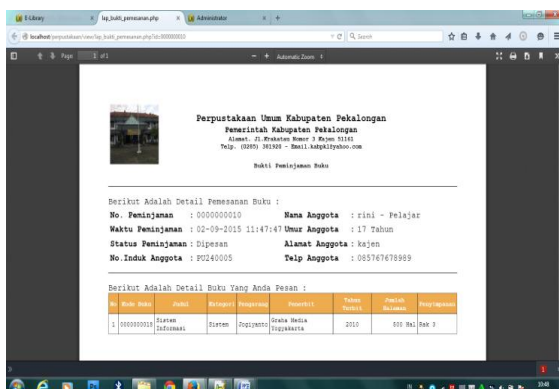 E-Library
lap_bukti_pemesanan.php
Administrator
localhost/perpustakaan/view/lap_bukti_pemesanan.php?id=0000000010
Search
Page: 1 of 1
Automatic Zoom
Perpustakaan Umum Kabupaten Pekalongan
Pemerintah Kabupaten Pekalongan
Alamat. Jl.Krakatau Nomor 3 Kajen 51161
Telp. (0285) 381920 - Email.kabpkl@yahoo.com
Bukti Peminjaman Buku
Berikut Adalah Detail Pemesanan Buku :
No. Peminjaman : 0000000010 Nama Anggota : rini - Pelajar
Waktu Peminjaman : 02-09-2015 11:47:47 Umur Anggota : 17 Tahun
Status Peminjaman : Dipesan Alamat Anggota : kajen
No.Induk Anggota : PU240005 Telp Anggota : 085767678989
Berikut Adalah Detail Buku Yang Anda Pesan :
No Kode Buku Judul Kategori Pengarang Penerbit Tahun Terbit Jumlah Halaman Penyimpanan
1 0000000018 Sistem Informasi Sistem Jogiyanto Graha Media Yogyakarta 2010 800 Hal Rak 3
1
10:48